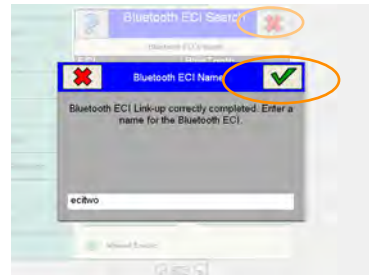 Bluetooth ECI Search
Bluetooth ECI Name
Bluetooth ECI Link-up correctly completed. Enter a
name for the Bluetooth ECI.
ecitwo